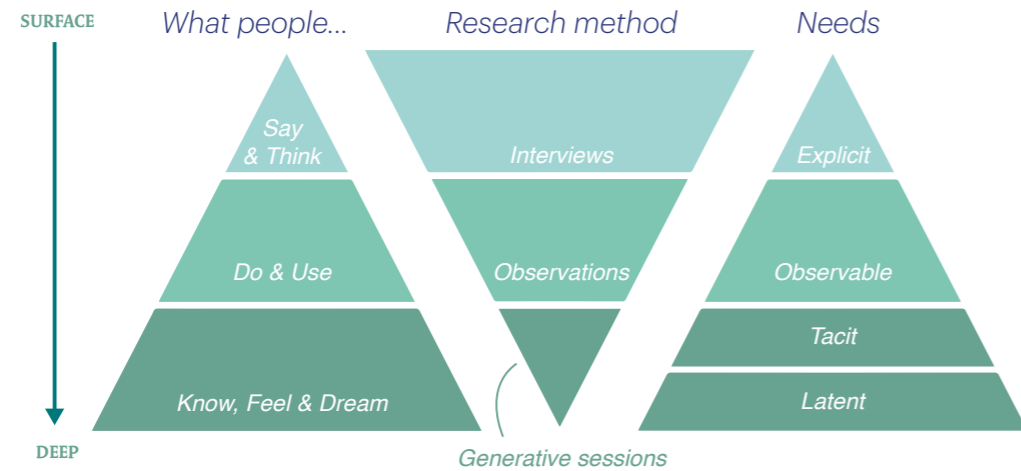 SURFACE
What people...
Research method
Needs
Say
& Think
Interviews
Explicit
Do & Use
Observations
Observable
Tacit
Know, Feel & Dream
Latent
DEEP
Generative sessions